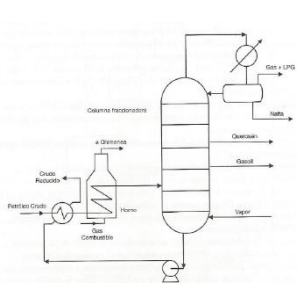 Gas + LPG
Nafta
Columna fraccionadora
Querosén
Gasoil
Vapor
a Chimenea
Crudo
Reducido
Petróleo Crudo
Horno
Gas
Combustible